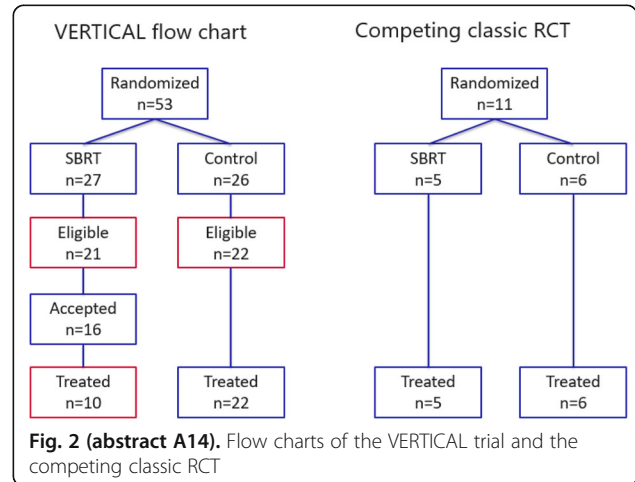 VERTICAL flow chart
Randomized
n=53
SBRT
n=27
Control
n=26
Eligible
n=21
Eligible
n=22
Accepted
n=16
Treated
n=10
Treated
n=22
Competing classic RCT
Randomized
n=11
SBRT
n=5
Control
n=6
Treated
n=5
Treated
n=6
Fig. 2 (abstract A14). Flow charts of the VERTICAL trial and the
competing classic RCT